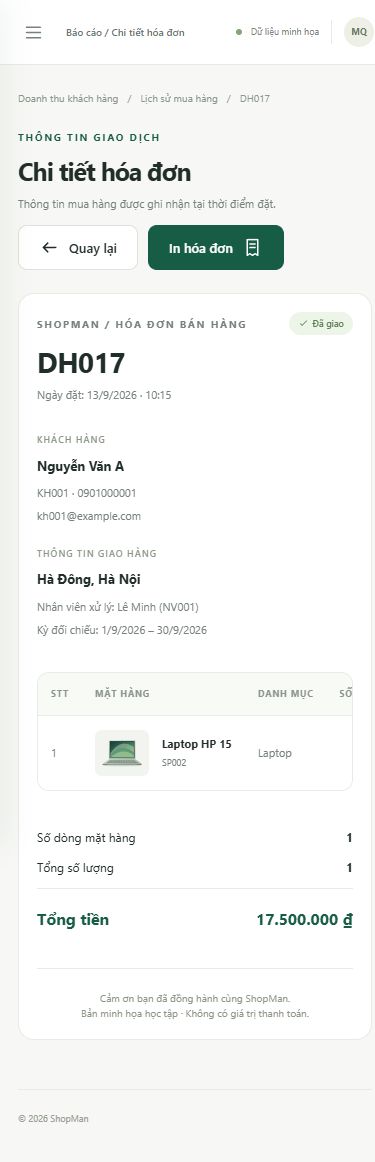 Báo cáo / Chi tiết hóa đơn
Dữ liệu minh họa
MQ
Doanh thu khách hàng / Lịch sử mua hàng / DH017
THÔNG TIN GIAO DỊCH
Chi tiết hóa đơn
Thông tin mua hàng được ghi nhận tại thời điểm đặt.
Quay lại
In hóa đơn
SHOPMAN / HÓA ĐƠN BÁN HÀNG
Đã giao
DH017
Ngày đặt: 13/9/2026 · 10:15
KHÁCH HÀNG
Nguyễn Văn A
KH001 · 0901000001
kh001@example.com
THÔNG TIN GIAO HÀNG
Hà Đông, Hà Nội
Nhân viên xử lý: Lê Minh (NV001)
Kỳ đối chiếu: 1/9/2026 – 30/9/2026
STT MẶT HÀNG DANH MỤC SỐ
1 Laptop HP 15 Laptop
SP002
Số dòng mặt hàng 1
Tổng số lượng 1
Tổng tiền 17.500.000 ₫
Cảm ơn bạn đã đồng hành cùng ShopMan.
Bản minh họa học tập · Không có giá trị thanh toán.
© 2026 ShopMan